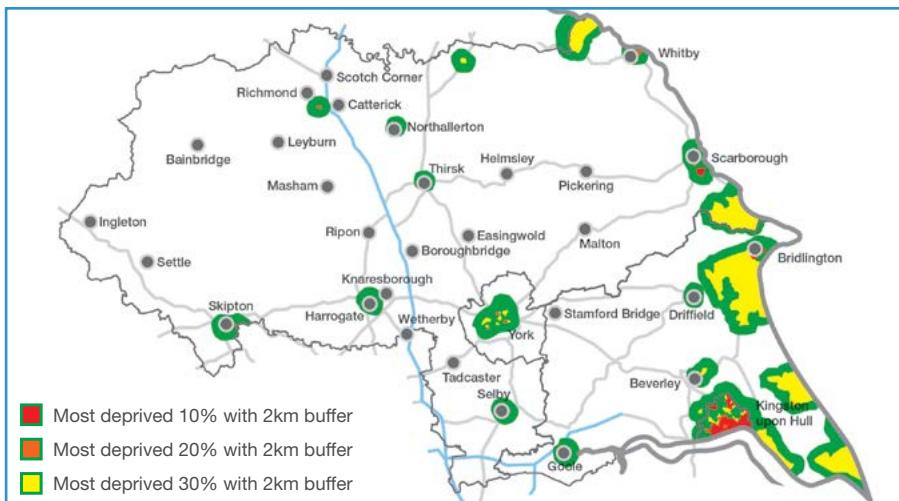 Whitby
Scotch Corner
Richmond
Catterick
Northallerton
Leyburn
Bainbridge
Scarborough
Thirsk
Helmsley
Pickering
Masham
Ingleton
Ripon
Easingwold
Malton
Boroughbridge
Bridlington
Settle
Knaresborough
Skipton
Harrogate
Wetherby
York
Stamford Bridge
Driffield
Tadcaster
Beverley
Selby
Kingston
upon Hull
Goole
Most deprived 10% with 2km buffer
Most deprived 20% with 2km buffer
Most deprived 30% with 2km buffer